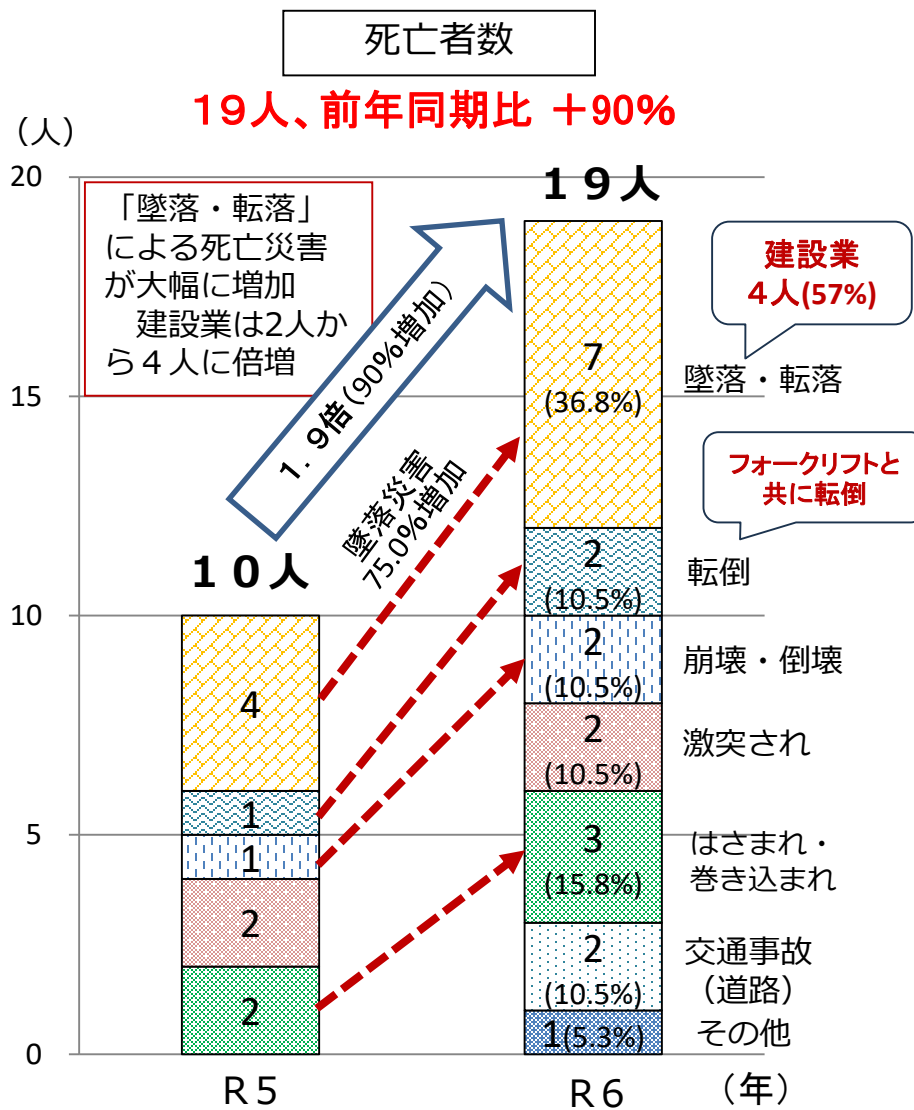 死亡者数
19人、前年同期比 +90%
(人)
20
15
10
5
0
「墜落・転落」
による死亡災害
が大幅に増加
　建設業は2人か
ら４人に倍増
１９人
1.9倍(90%増加)
墜落災害
75.0%増加
１０人
4
1
1
2
2
7
(36.8%)
2
(10.5%)
2
(10.5%)
2
(10.5%)
3
(15.8%)
2
(10.5%)
1(5.3%)
建設業
４人(57%)
墜落・転落
フォークリフトと
共に転倒
転倒
崩壊・倒壊
激突され
はさまれ・
巻き込まれ
交通事故
（道路）
その他
R５
R６
（年）